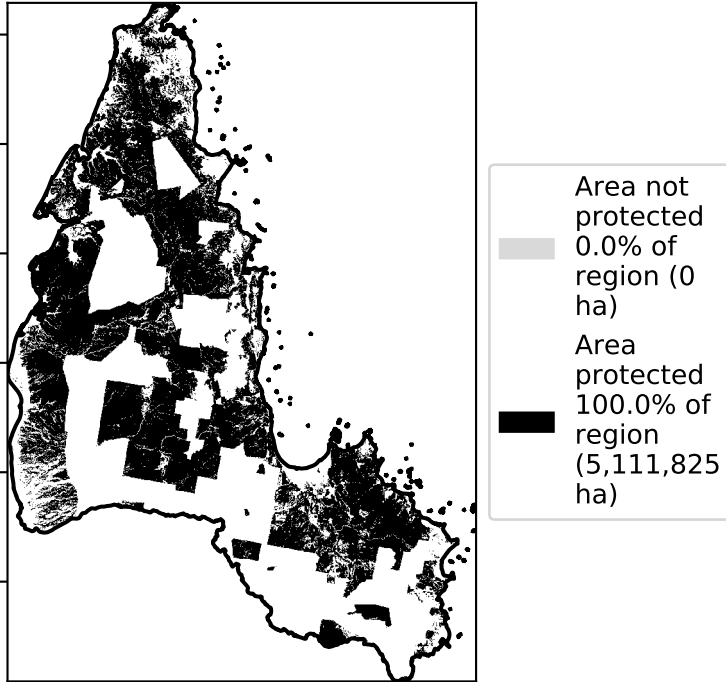 Area not
protected
0.0% of
region (0
ha)
Area
protected
100.0% of
region
(5,111,825
ha)